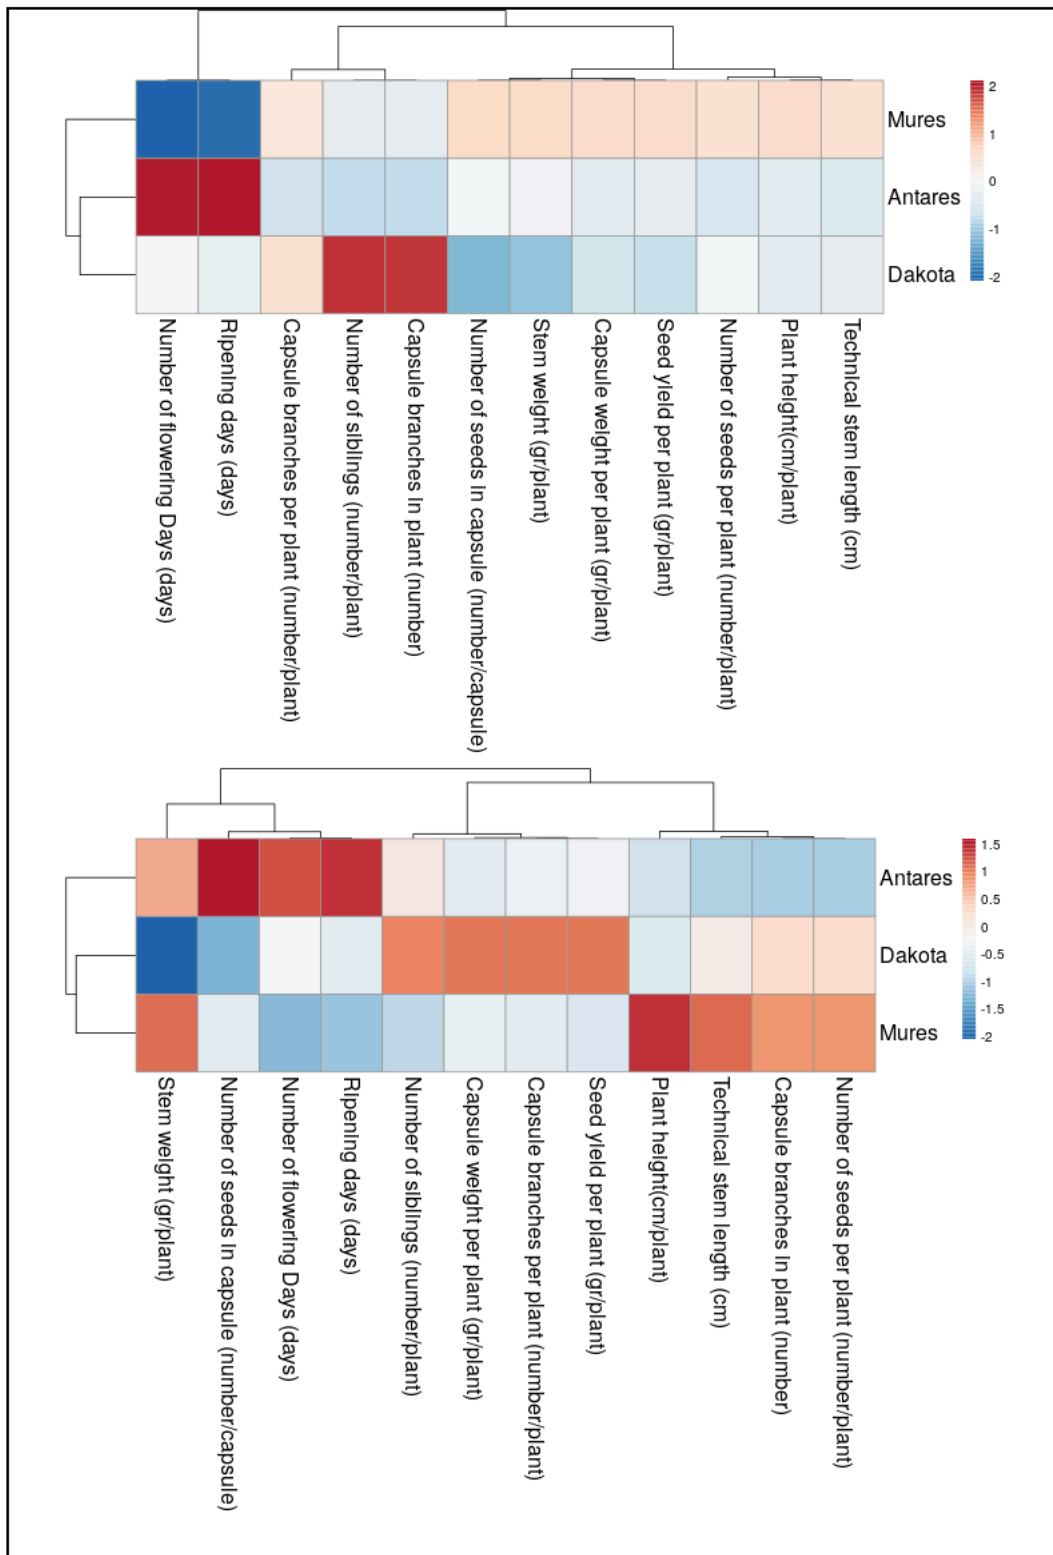 2
1
0
-1
-2
Mures
Antares
Dakota
Number of flowering Days (days)
Ripening days (days)
Capsule branches per plant (number/plant)
Number of siblings (number/plant)
Capsule branches in plant (number)
Number of seeds in capsule (number/capsule)
Stem weight (gr/plant)
Capsule weight per plant (gr/plant)
Seed yield per plant (gr/plant)
Number of seeds per plant (number/plant)
Plant height(cm/plant)
Technical stem length (cm)
1.5
1
0.5
0
-0.5
-1
-1.5
-2
Antares
Dakota
Mures
Stem weight (gr/plant)
Number of seeds in capsule (number/capsule)
Number of flowering Days (days)
Ripening days (days)
Number of siblings (number/plant)
Capsule weight per plant (gr/plant)
Capsule branches per plant (number/plant)
Seed yield per plant (gr/plant)
Plant height(cm/plant)
Technical stem length (cm)
Capsule branches in plant (number)
Number of seeds per plant (number/plant)